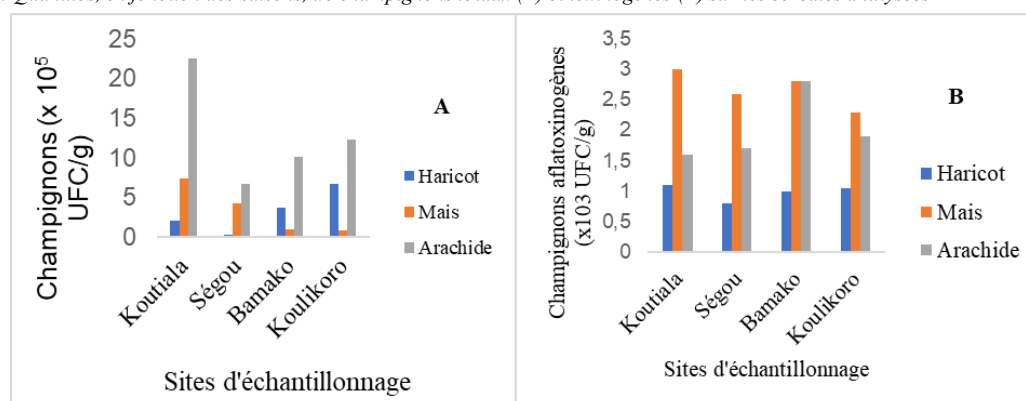 25
20
15
10
5
0
Champignons (x 10⁵
UFC/g)
A
Haricot
Mais
Arachide
Koutiala
Ségou
Bamako
Koulikoro
Sites d'échantillonnage
3,5
3
2,5
2
1,5
1
0,5
0
Champignons aflatoxinogènes
(x103 UFC/g)
B
Haricot
Mais
Arachide
Koutiala
Ségou
Bamako
Koulikoro
Sites d'échantillonnage